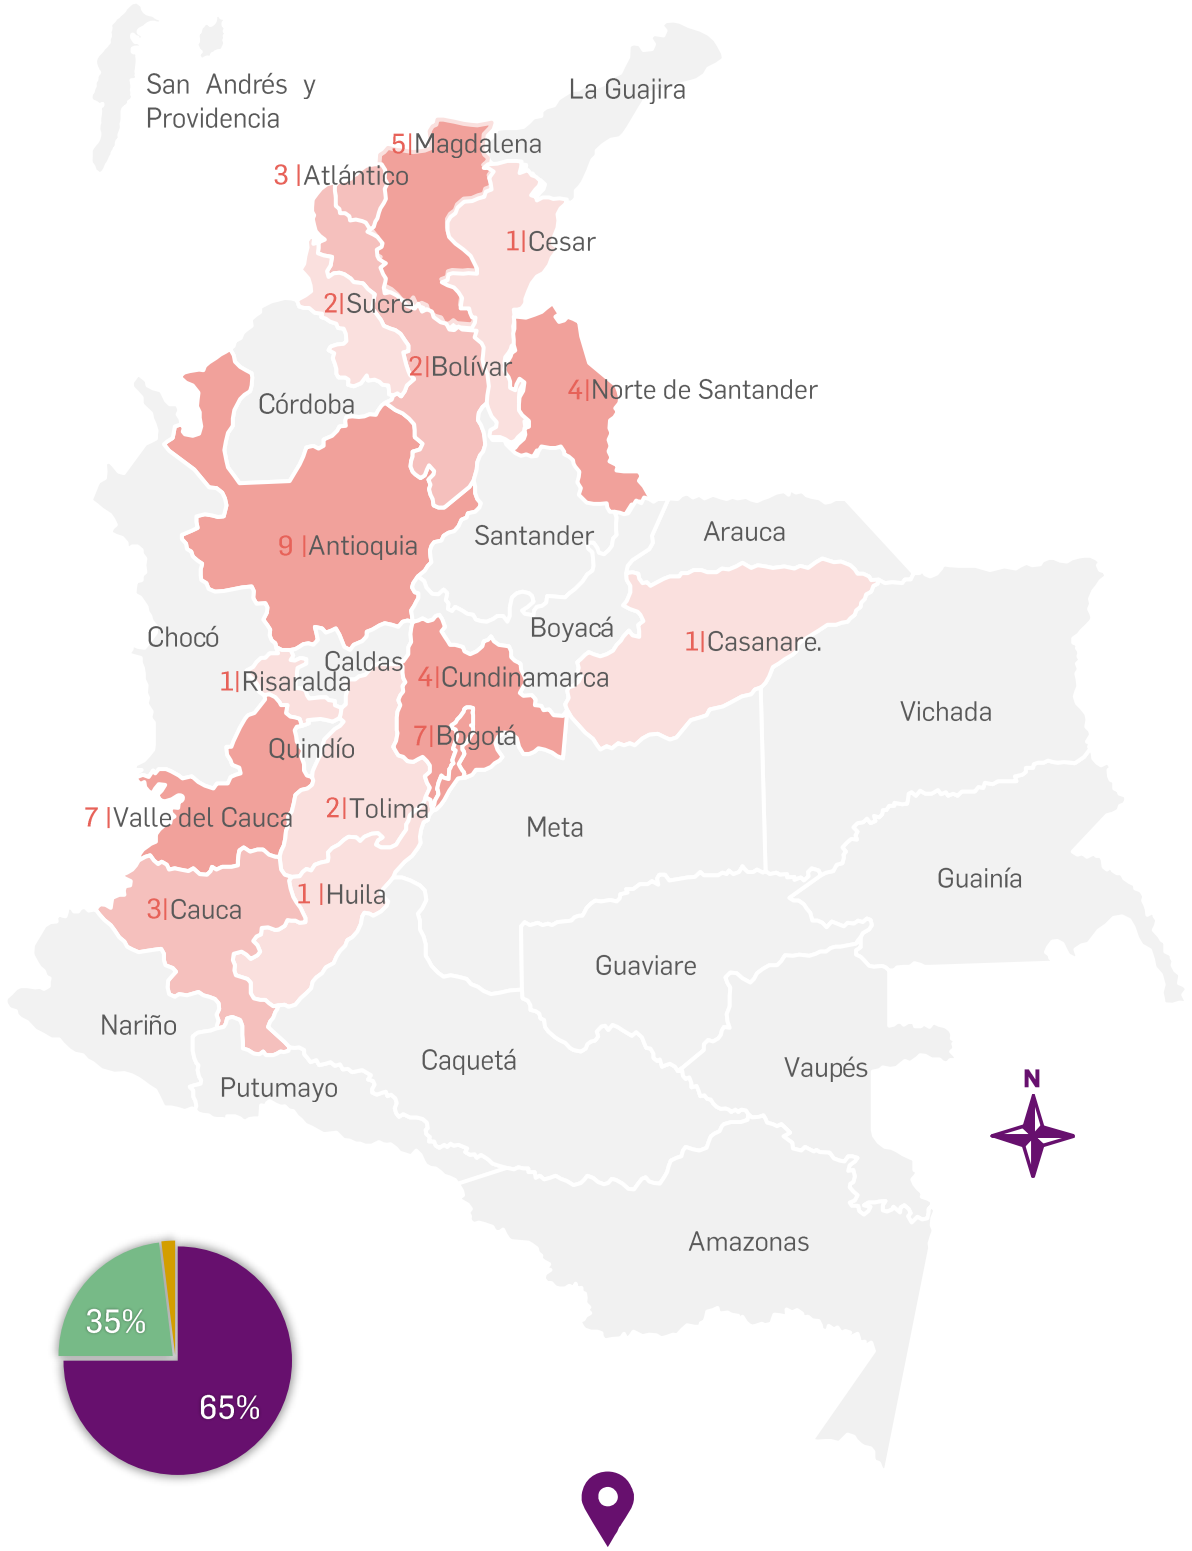 San Andrés y
Providencia
La Guajira
5|Magdalena
3 |Atlántico
1|Cesar
2|Sucre
2|Bolívar
4|Norte de Santander
Córdoba
Santander
Arauca
9 |Antioquia
Boyacá
Chocó
1|Casanare.
Caldas
1|Risaralda
4|Cundinamarca
Vichada
7|Bogotá
Quindío
2|Tolima
7 |Valle del Cauca
Meta
Guainía
1 |Huila
3|Cauca
Guaviare
Nariño
Caquetá
Vaupés
N
Putumayo
Amazonas
35%
65%